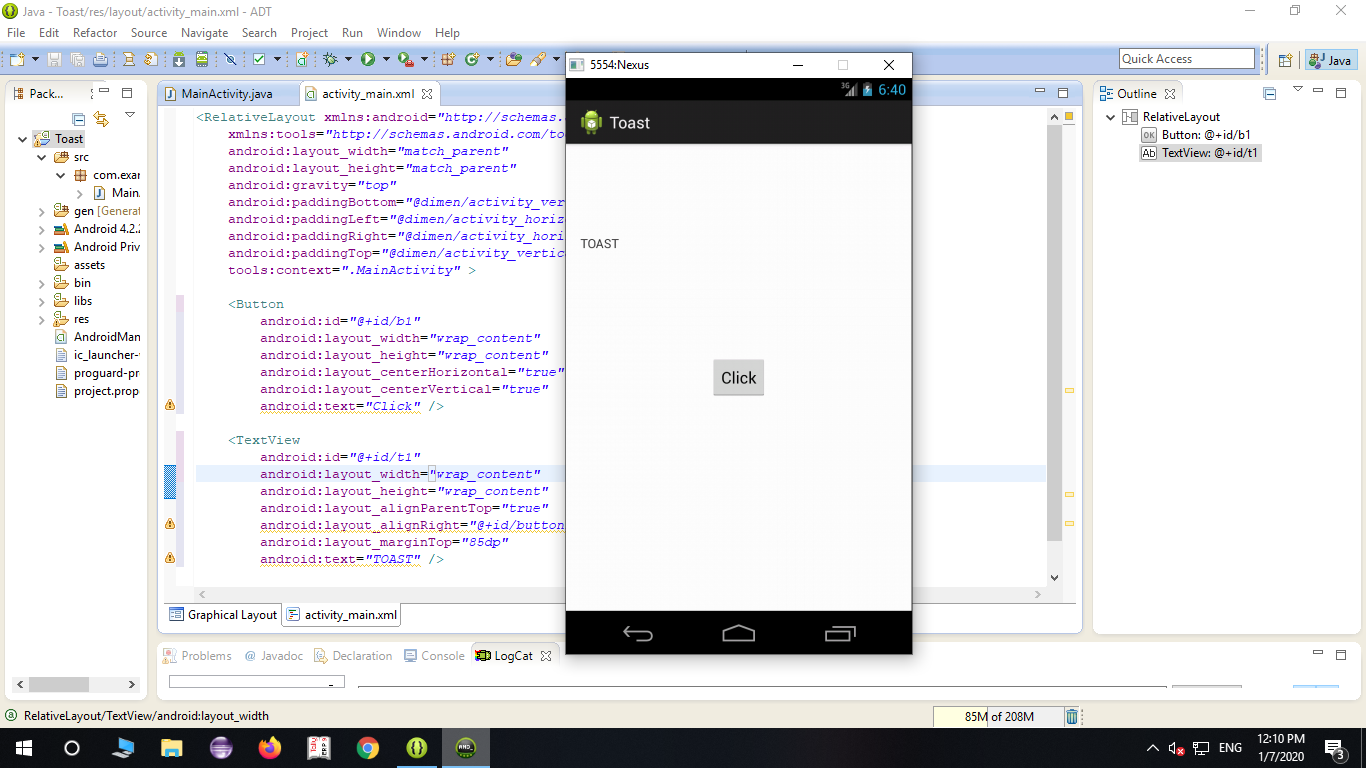 Java - Toast/res/layout/activity_main.xml - ADT
File Edit Refactor Source Navigate Search Project Run Window Help
Quick Access
Java
Pack...
Toast
src
com.exar
Main.
gen [Generat
Android 4.2.2
Android Priv
assets
bin
libs
res
AndroidMan
ic_launcher-
proguard-pr
project.prop
MainActivity.java
activity_main.xml
<RelativeLayout xmlns:android="http://schemas.
xmlns:tools="http://schemas.android.com/to
android:layout_width="match_parent"
android:layout_height="match_parent"
android:gravity="top"
android:paddingBottom="@dimen/activity_ver
android:paddingLeft="@dimen/activity_horiz
android:paddingRight="@dimen/activity_hori
android:paddingTop="@dimen/activity_vertic
tools:context=".MainActivity" >
<Button
android:id="@+id/b1"
android:layout_width="wrap_content"
android:layout_height="wrap_content"
android:layout_centerHorizontal="true"
android:layout_centerVertical="true"
android:text="Click" />
<TextView
android:id="@+id/t1"
android:layout_width="wrap_content"
android:layout_height="wrap_content"
android:layout_alignParentTop="true"
android:layout_alignRight="@+id/button
android:layout_marginTop="85dp"
android:text="TOAST" />
Graphical Layout
activity_main.xml
5554:Nexus
3G 6:40
Toast
TOAST
Click
Outline
RelativeLayout
OK Button: @+id/b1
Ab TextView: @+id/t1
Problems @ Javadoc Declaration Console LogCat
RelativeLayout/TextView/android:layout_width
85M of 208M
ENG
12:10 PM
1/7/2020
3